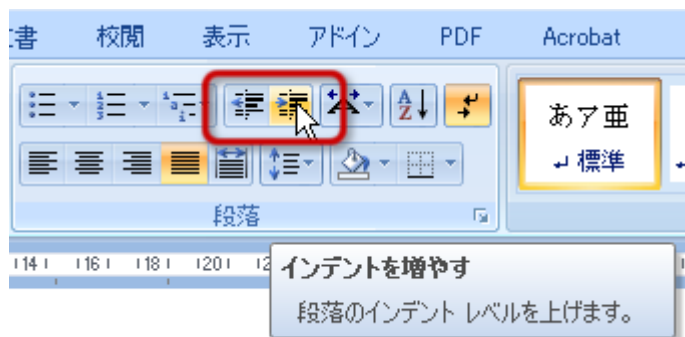 書 校閲 表示 アドイン PDF Acrobat
あア亜
標準
段落
14 16 18 20
インデントを増やす
段落のインデント レベルを上げます。